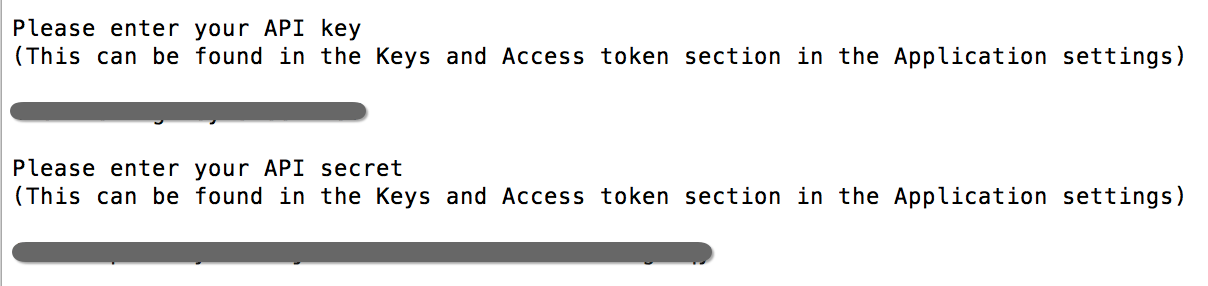 Please enter your API key
(This can be found in the Keys and Access token section in the Application settings)
Please enter your API secret
(This can be found in the Keys and Access token section in the Application settings)